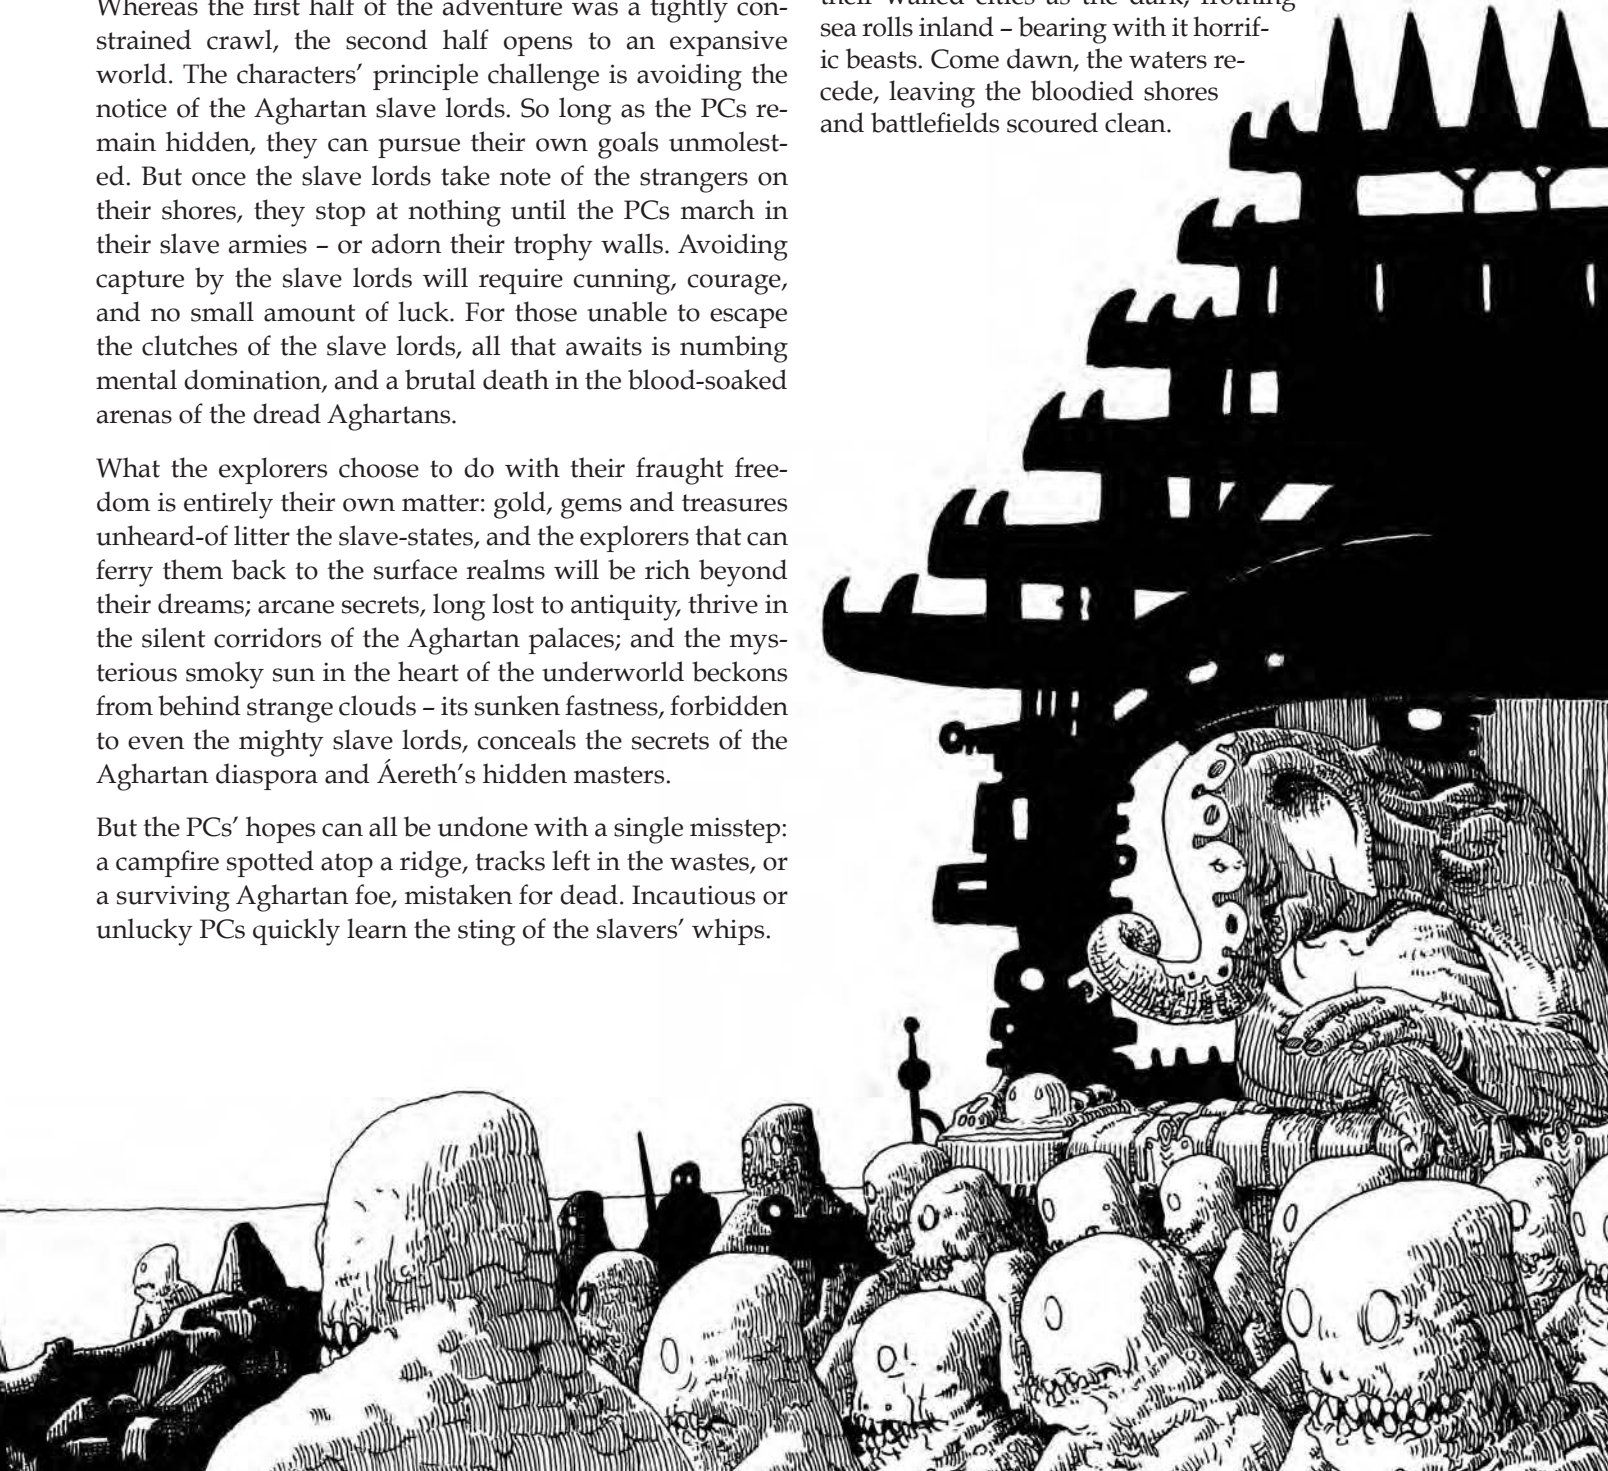 Whereas the first half of the adventure was a tightly con-
strained crawl, the second half opens to an expansive
world. The characters’ principle challenge is avoiding the
notice of the Aghartan slave lords. So long as the PCs re-
main hidden, they can pursue their own goals unmolest-
ed. But once the slave lords take note of the strangers on
their shores, they stop at nothing until the PCs march in
their slave armies – or adorn their trophy walls. Avoiding
capture by the slave lords will require cunning, courage,
and no small amount of luck. For those unable to escape
the clutches of the slave lords, all that awaits is numbing
mental domination, and a brutal death in the blood-soaked
arenas of the dread Aghartans.
What the explorers choose to do with their fraught free-
dom is entirely their own matter: gold, gems and treasures
unheard-of litter the slave-states, and the explorers that can
ferry them back to the surface realms will be rich beyond
their dreams; arcane secrets, long lost to antiquity, thrive in
the silent corridors of the Aghartan palaces; and the mys-
terious smoky sun in the heart of the underworld beckons
from behind strange clouds – its sunken fastness, forbidden
to even the mighty slave lords, conceals the secrets of the
Aghartan diaspora and Áereth’s hidden masters.
But the PCs’ hopes can all be undone with a single misstep:
a campfire spotted atop a ridge, tracks left in the wastes, or
a surviving Aghartan foe, mistaken for dead. Incautious or
unlucky PCs quickly learn the sting of the slavers’ whips.
their walled cities as the dark, frothing
sea rolls inland – bearing with it horrif-
ic beasts. Come dawn, the waters re-
cede, leaving the bloodied shores
and battlefields scoured clean.